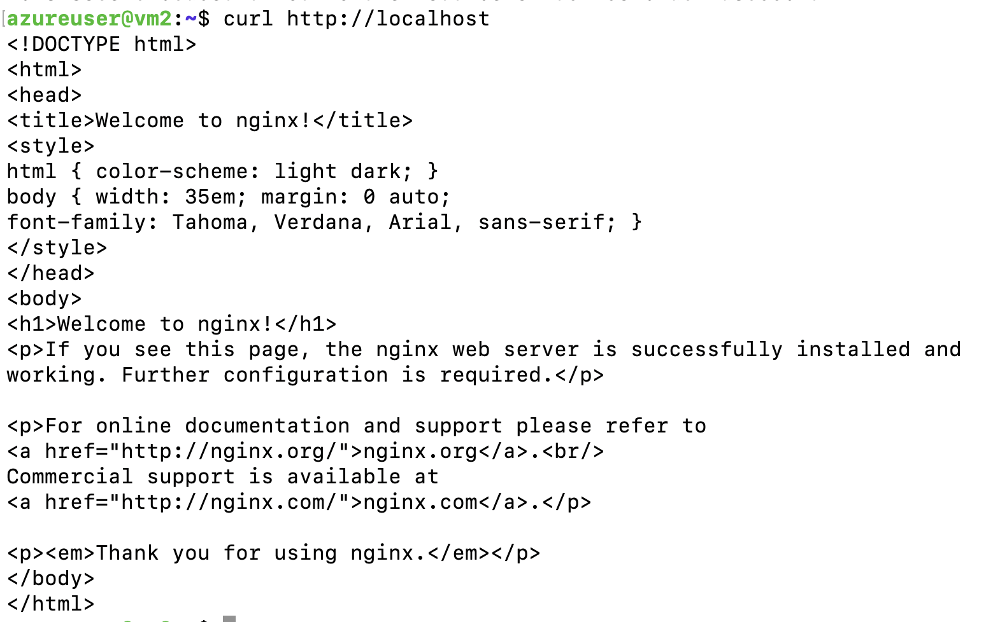 [azureuser@vm2:~$ curl http://localhost
<!DOCTYPE html>
<html>
<head>
<title>Welcome to nginx!</title>
<style>
html { color-scheme: light dark; }
body { width: 35em; margin: 0 auto;
font-family: Tahoma, Verdana, Arial, sans-serif; }
</style>
</head>
<body>
<h1>Welcome to nginx!</h1>
<p>If you see this page, the nginx web server is successfully installed and
working. Further configuration is required.</p>
<p>For online documentation and support please refer to
<a href="http://nginx.org/">nginx.org</a>.<br/>
Commercial support is available at
<a href="http://nginx.com/">nginx.com</a>.</p>
<p><em>Thank you for using nginx.</em></p>
</body>
</html>